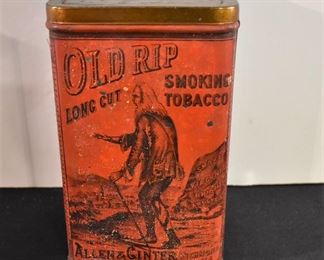 OLD RIP
LONG CUT
SMOKING
TOBACCO
ALLEN & GINTER